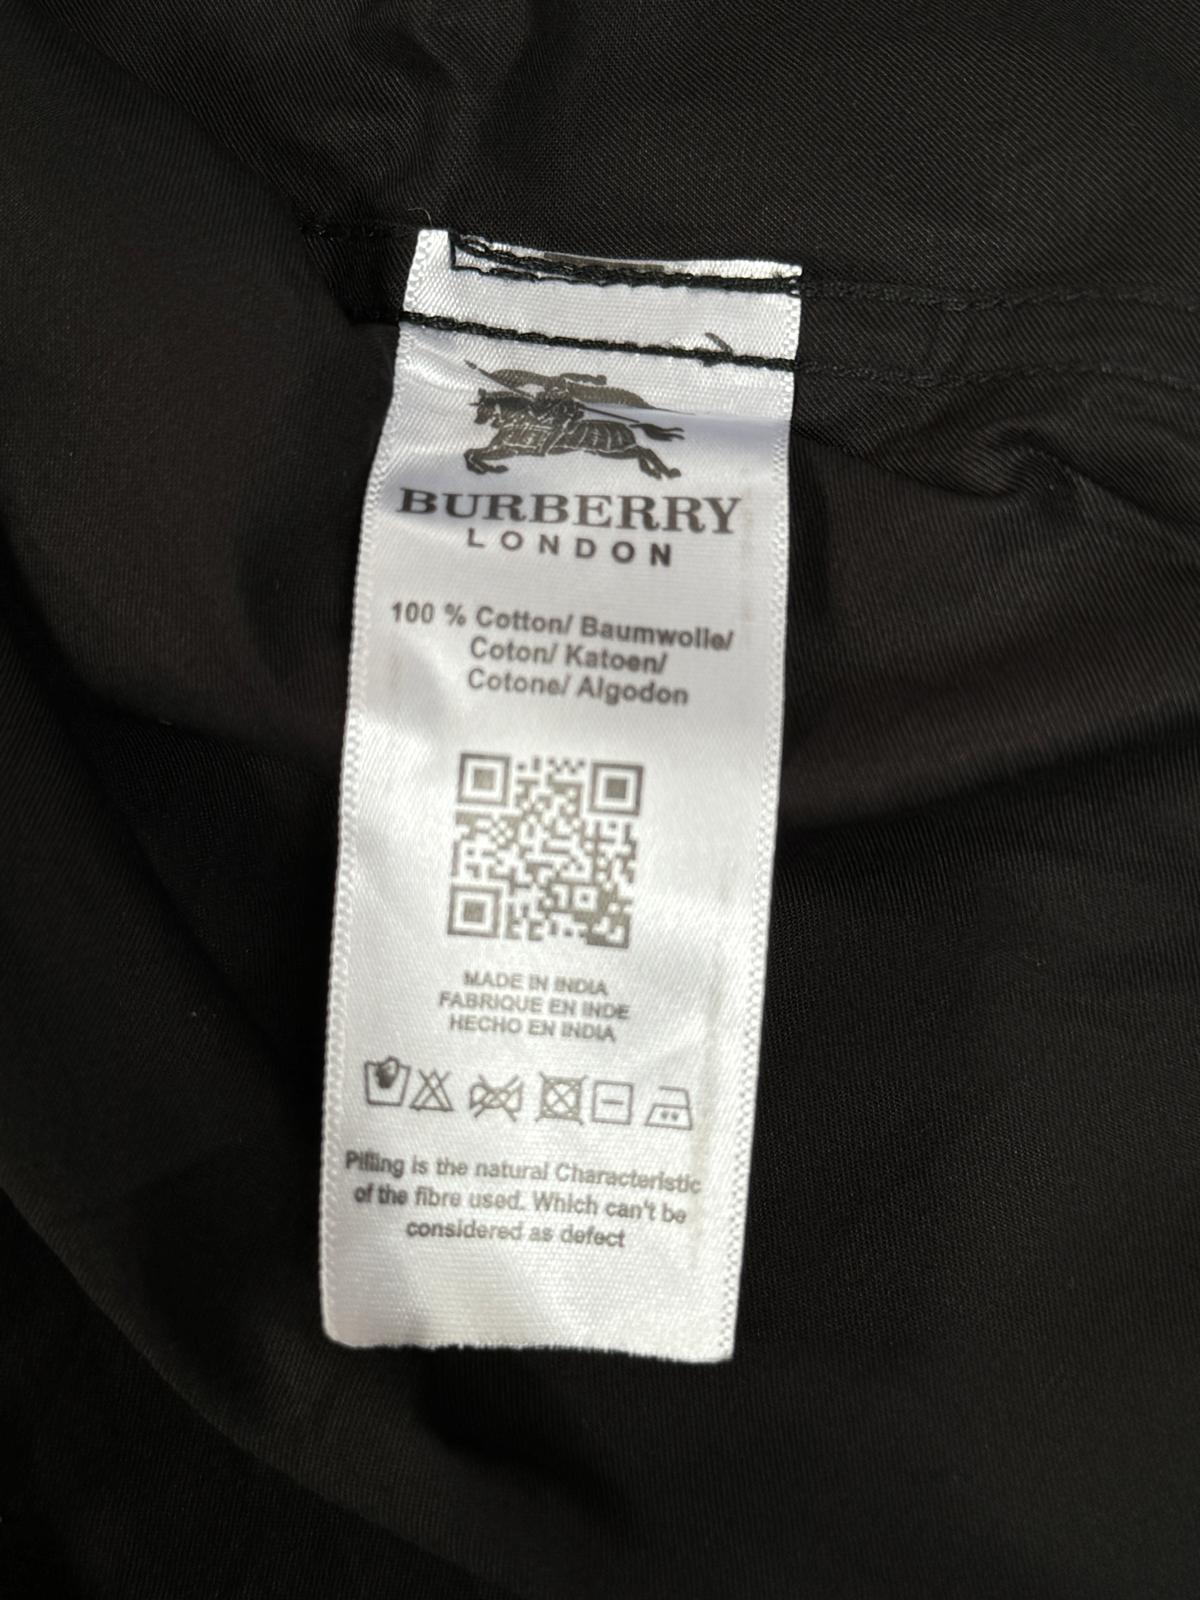 BURBERRY
LONDON
100 % Cotton/ Baumwolle/
Coton/ Katoen/
Cotone/ Algodon
MADE IN INDIA
FABRIQUE EN INDE
HECHO EN INDIA
Pilling is the natural Characteristic
of the fibre used. Which can't be
considered as defect